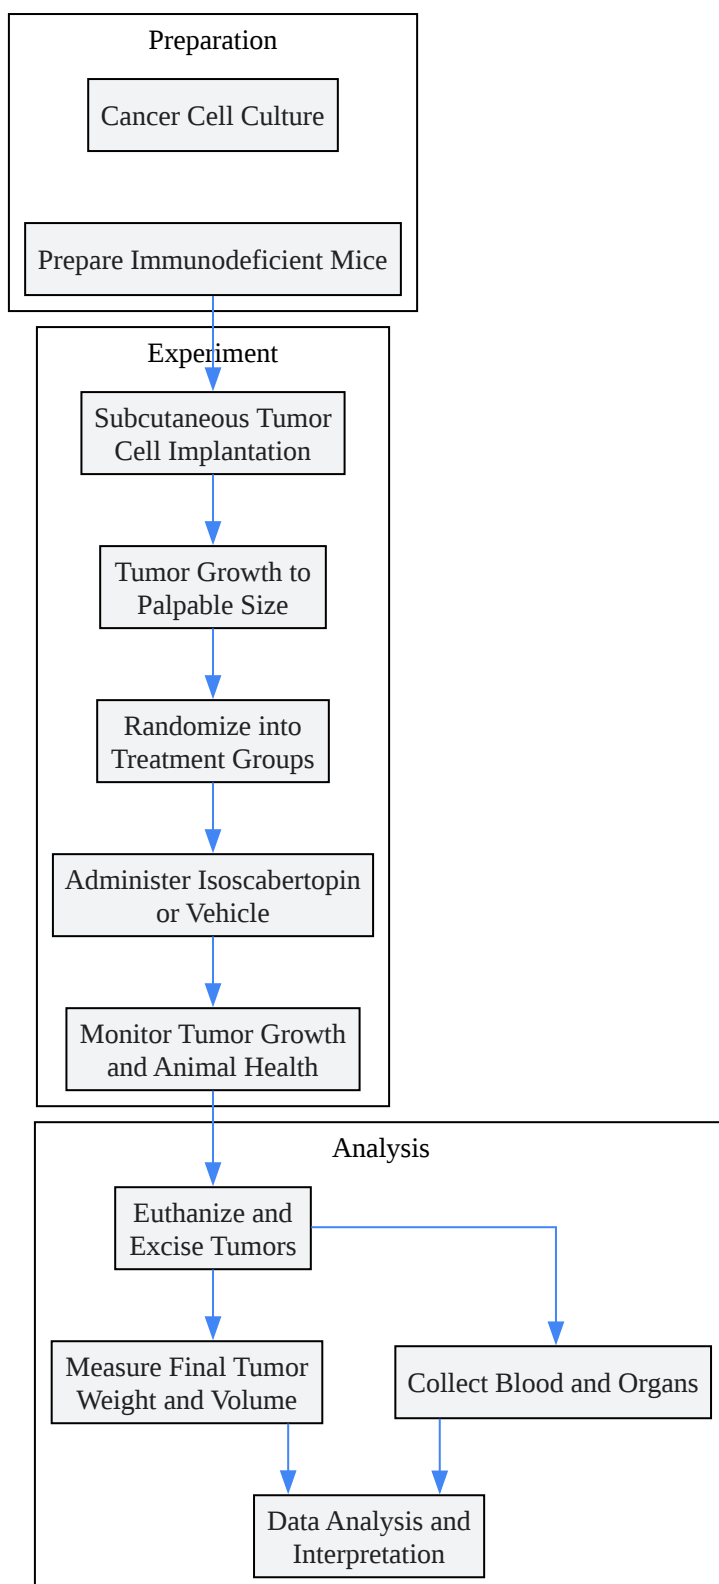 Preparation
Cancer Cell Culture
Prepare Immunodeficient Mice
Experiment
Subcutaneous Tumor
Cell Implantation
Tumor Growth to
Palpable Size
Randomize into
Treatment Groups
Administer Isoscabertopin
or Vehicle
Monitor Tumor Growth
and Animal Health
Analysis
Euthanize and
Excise Tumors
Measure Final Tumor
Weight and Volume
Collect Blood and Organs
Data Analysis and
Interpretation